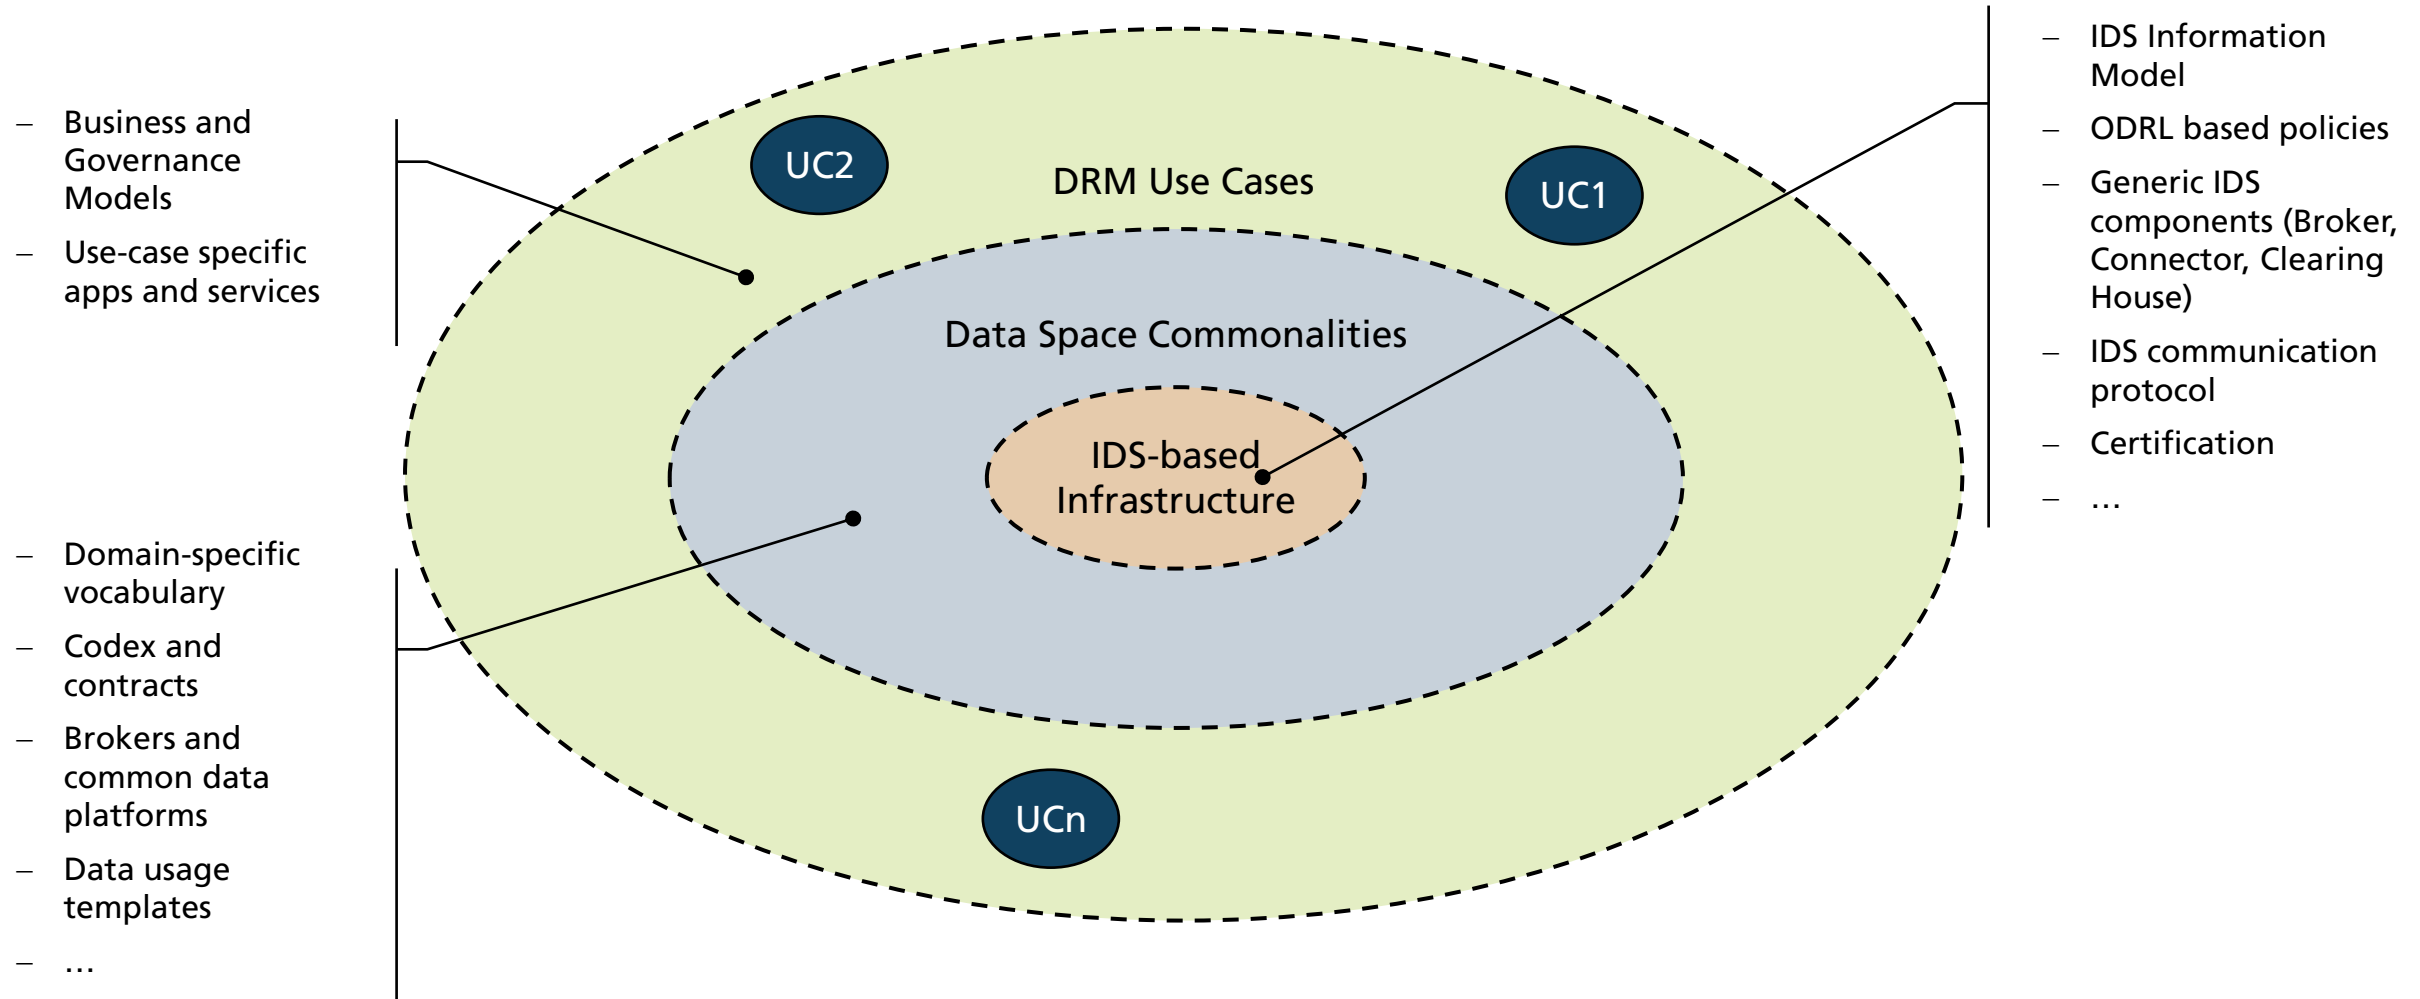 – Business and
Governance
Models
– Use-case specific
apps and services
– Domain-specific
vocabulary
– Codex and
contracts
– Brokers and
common data
platforms
– Data usage
templates
– …
UC2
DRM Use Cases
UC1
Data Space Commonalities
IDS-based
Infrastructure
UCn
– IDS Information
Model
– ODRL based policies
– Generic IDS
components (Broker,
Connector, Clearing
House)
– IDS communication
protocol
– Certification
– …